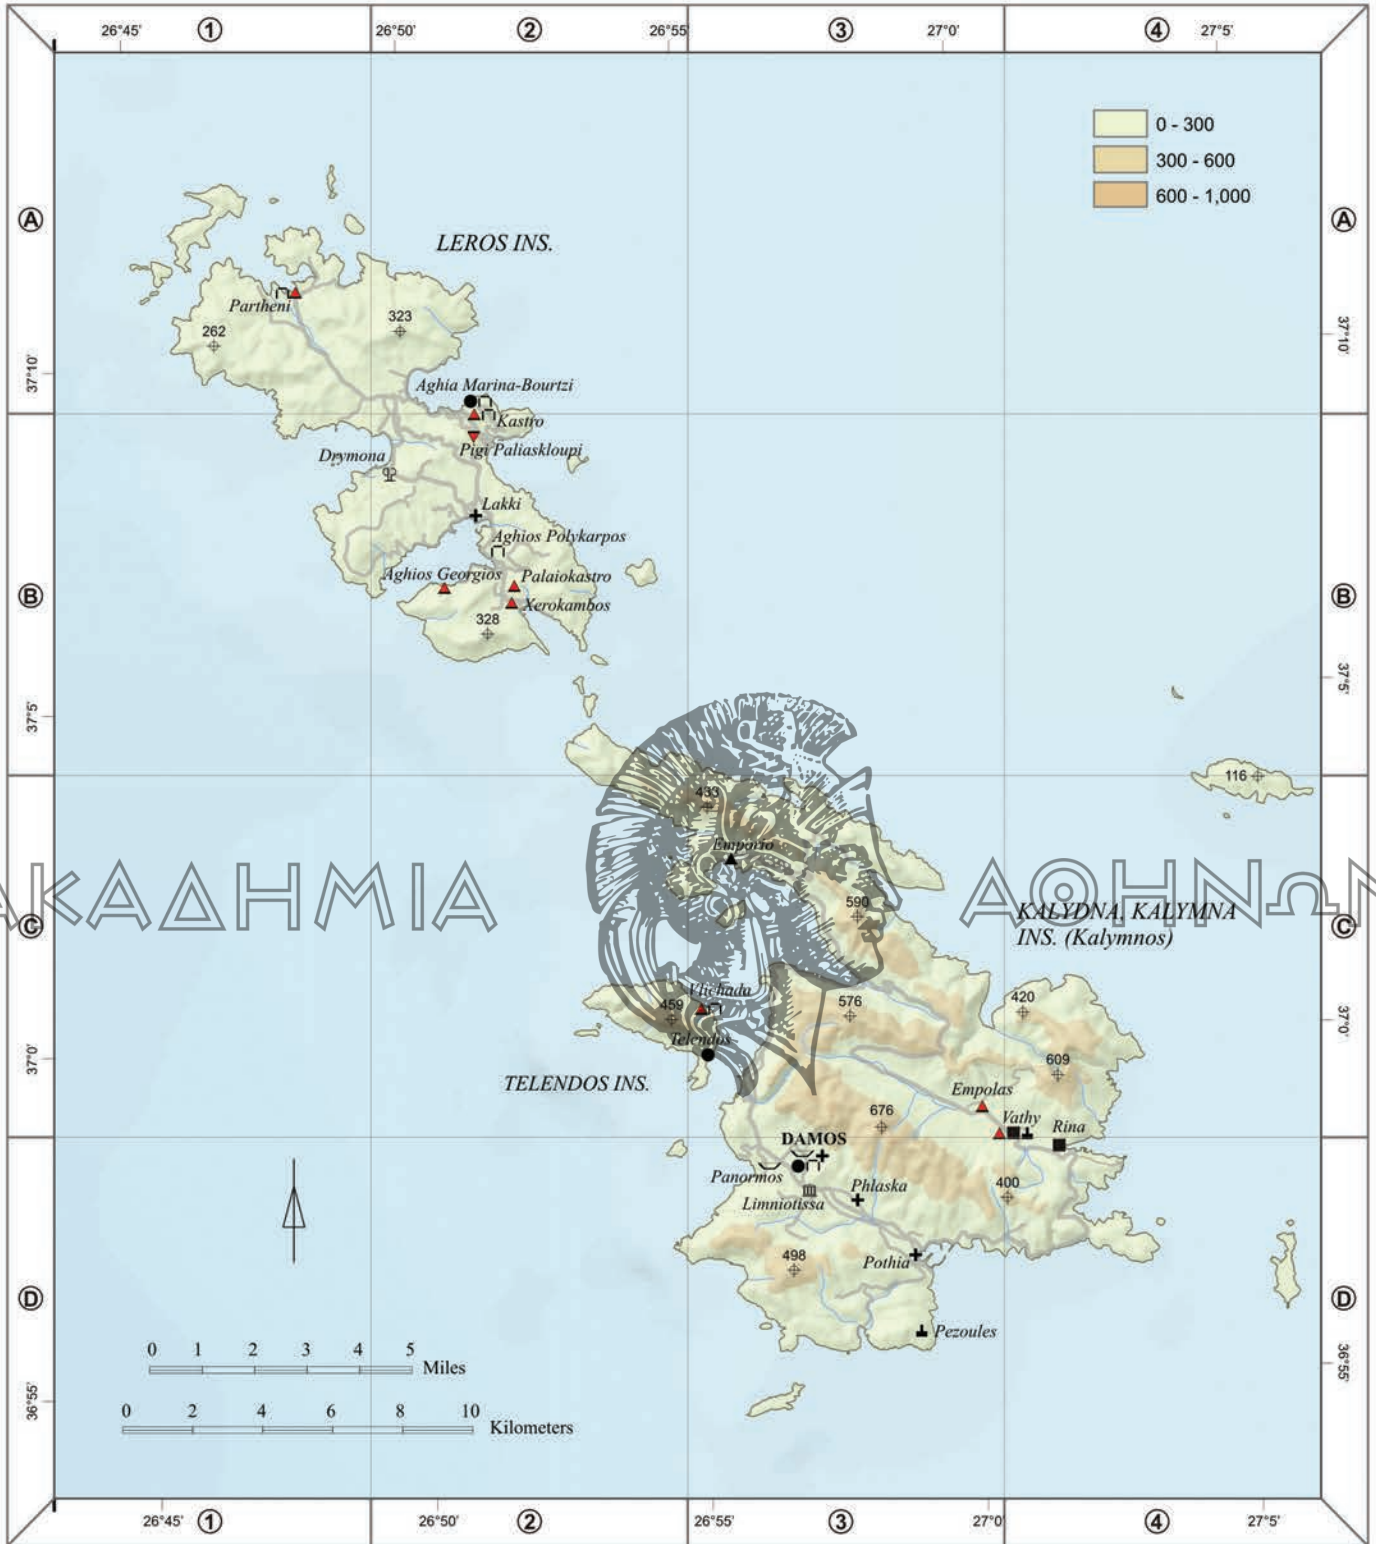 26°45'
①
26°50'
②
26°55'
③
27°0'
④
27°5'
0 - 300
300 - 600
600 - 1,000
Ⓐ
Ⓐ
LEROS INS.
Partheni
262
323
37°10'
37°10'
Aghia Marina-Bourtzi
Kastro
Pigi Paliaskloupi
Drymona
Lakki
Aghios Polykarpos
Aghios Georgios
Palaiokastro
Xerokambos
328
Ⓑ
Ⓑ
37°5'
37°5'
116
433
Emporio
ΑΚΑΔΗΜΙΑ
ΑΘΗΝΩΝ
590
KALYDNA, KALYMNA
INS. (Kalymnos)
Ⓒ
Ⓒ
Vlichada
459
576
420
37°0'
37°0'
Telendos
TELENDOS INS.
609
Empolas
Vathy
Rina
676
DAMOS
Panormos
Limniotissa
Phlaska
400
498
Pothia
Ⓓ
Ⓓ
Pezoules
0 1 2 3 4 5
Miles
0 2 4 6 8 10
Kilometers
36°55'
36°55'
26°45'
①
26°50'
②
26°55'
③
27°0'
④
27°5'